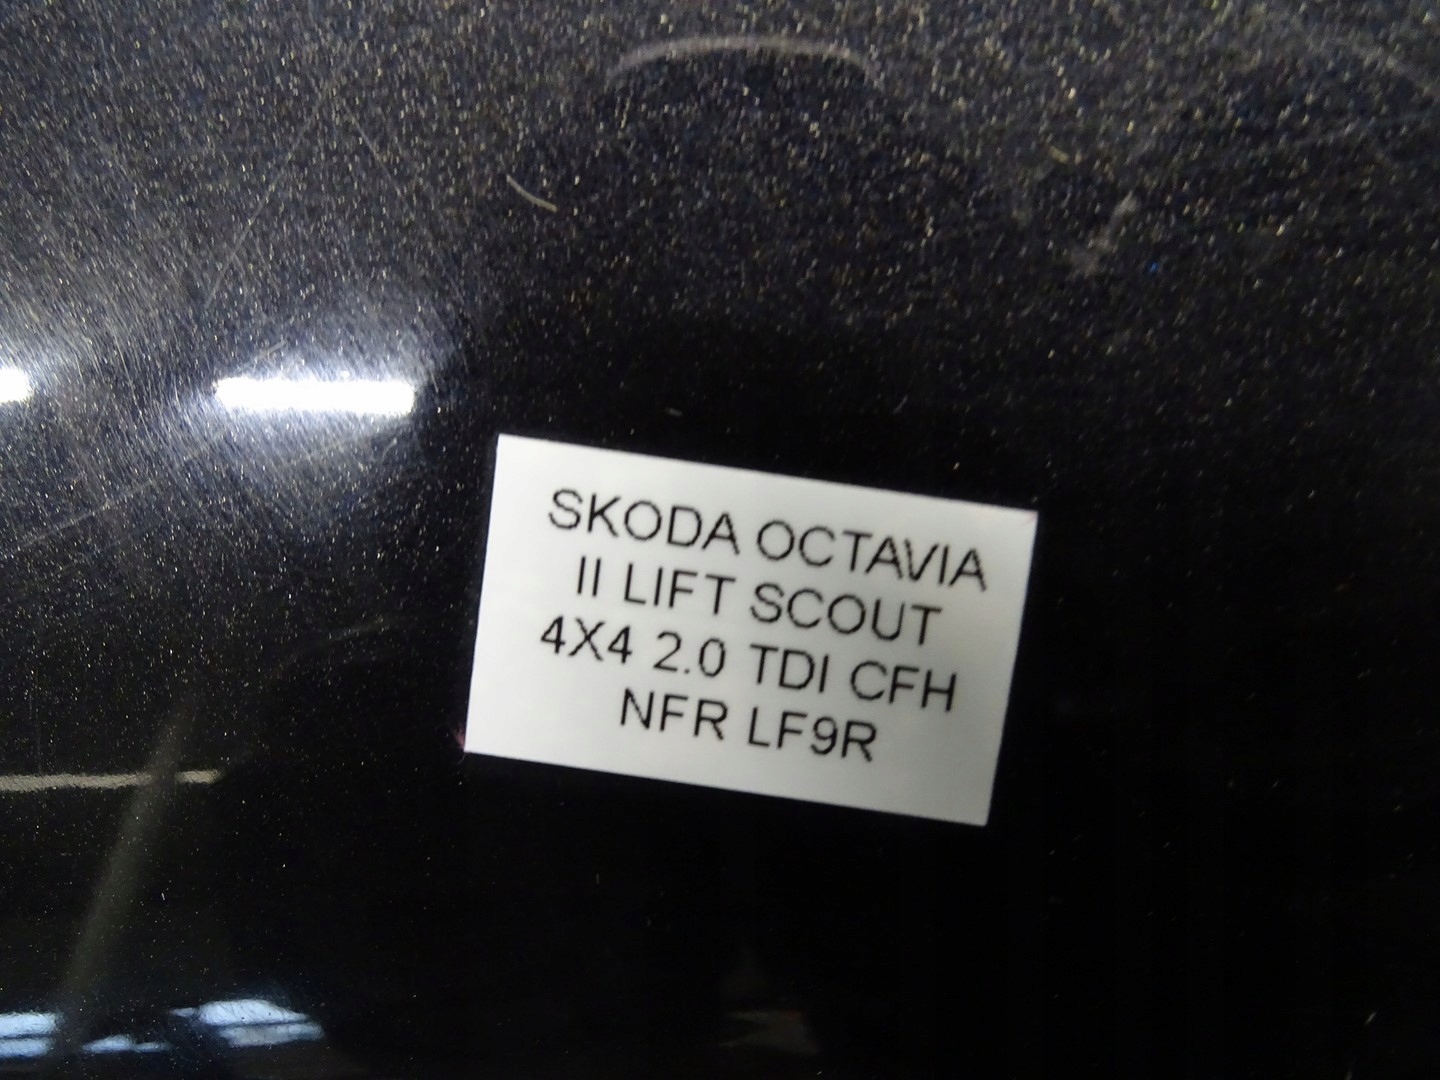 SKODA OCTAVIA
II LIFT SCOUT
4X4 2.0 TDI CFH
NFR LF9R